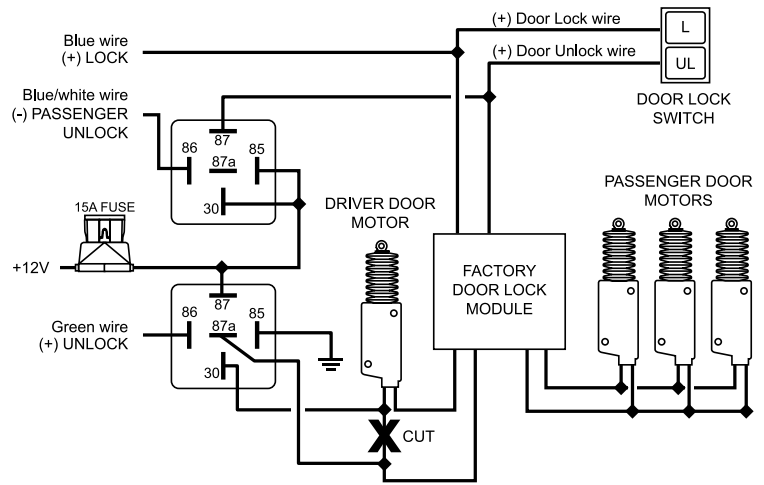 (+) Door Lock wire
L
Blue wire
(+) LOCK
(+) Door Unlock wire
UL
DOOR LOCK
SWITCH
Blue/white wire
(-) PASSENGER
UNLOCK
87
86
87a
85
30
15A FUSE
+12V
DRIVER DOOR
MOTOR
PASSENGER DOOR
MOTORS
FACTORY
DOOR LOCK
MODULE
87
86
87a
85
30
Green wire
(+) UNLOCK
CUT